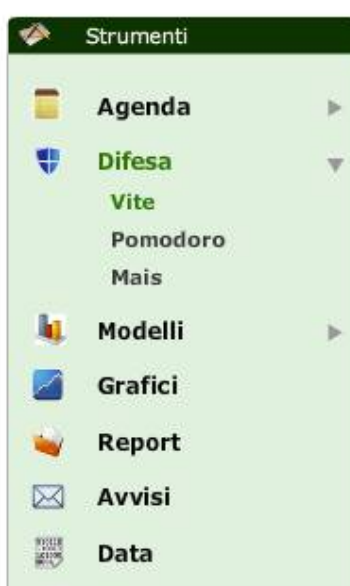 Strumenti
Agenda
Difesa
Vite
Pomodoro
Mais
Modelli
Grafici
Report
Avvisi
Data